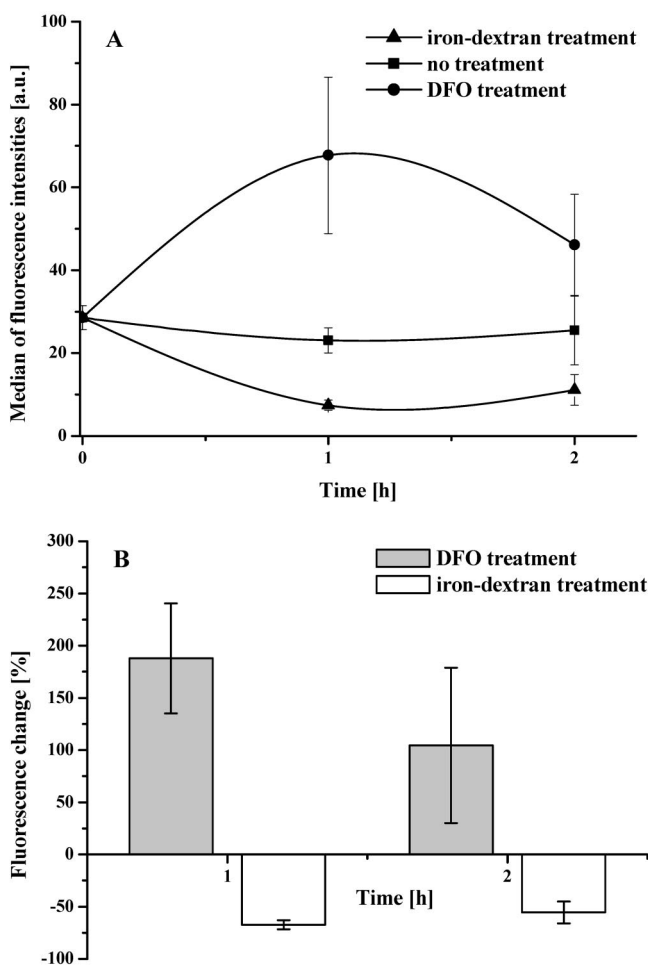 A
iron-dextran treatment
no treatment
DFO treatment
Median of fluorescence intensities [a.u.]
100
80
60
40
20
0
0
1
2
Time [h]
B
DFO treatment
iron-dextran treatment
Fluorescence change [%]
300
250
200
150
100
50
0
-50
-100
1
2
Time [h]